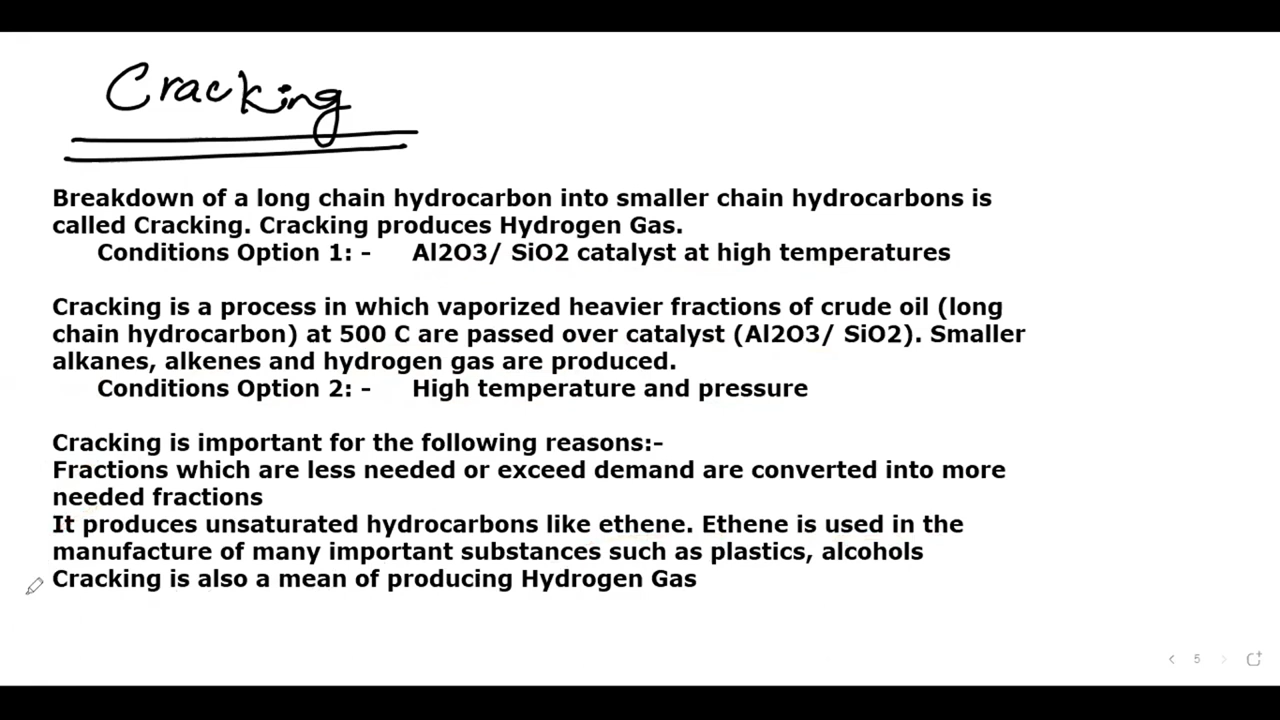 Cracking
Breakdown of a long chain hydrocarbon into smaller chain hydrocarbons is
called Cracking. Cracking produces Hydrogen Gas.
Conditions Option 1: - Al2O3/ SiO2 catalyst at high temperatures
Cracking is a process in which vaporized heavier fractions of crude oil (long
chain hydrocarbon) at 500 C are passed over catalyst (Al2O3/ SiO2). Smaller
alkanes, alkenes and hydrogen gas are produced.
Conditions Option 2: - High temperature and pressure
Cracking is important for the following reasons:-
Fractions which are less needed or exceed demand are converted into more
needed fractions
It produces unsaturated hydrocarbons like ethene. Ethene is used in the
manufacture of many important substances such as plastics, alcohols
Cracking is also a mean of producing Hydrogen Gas
5